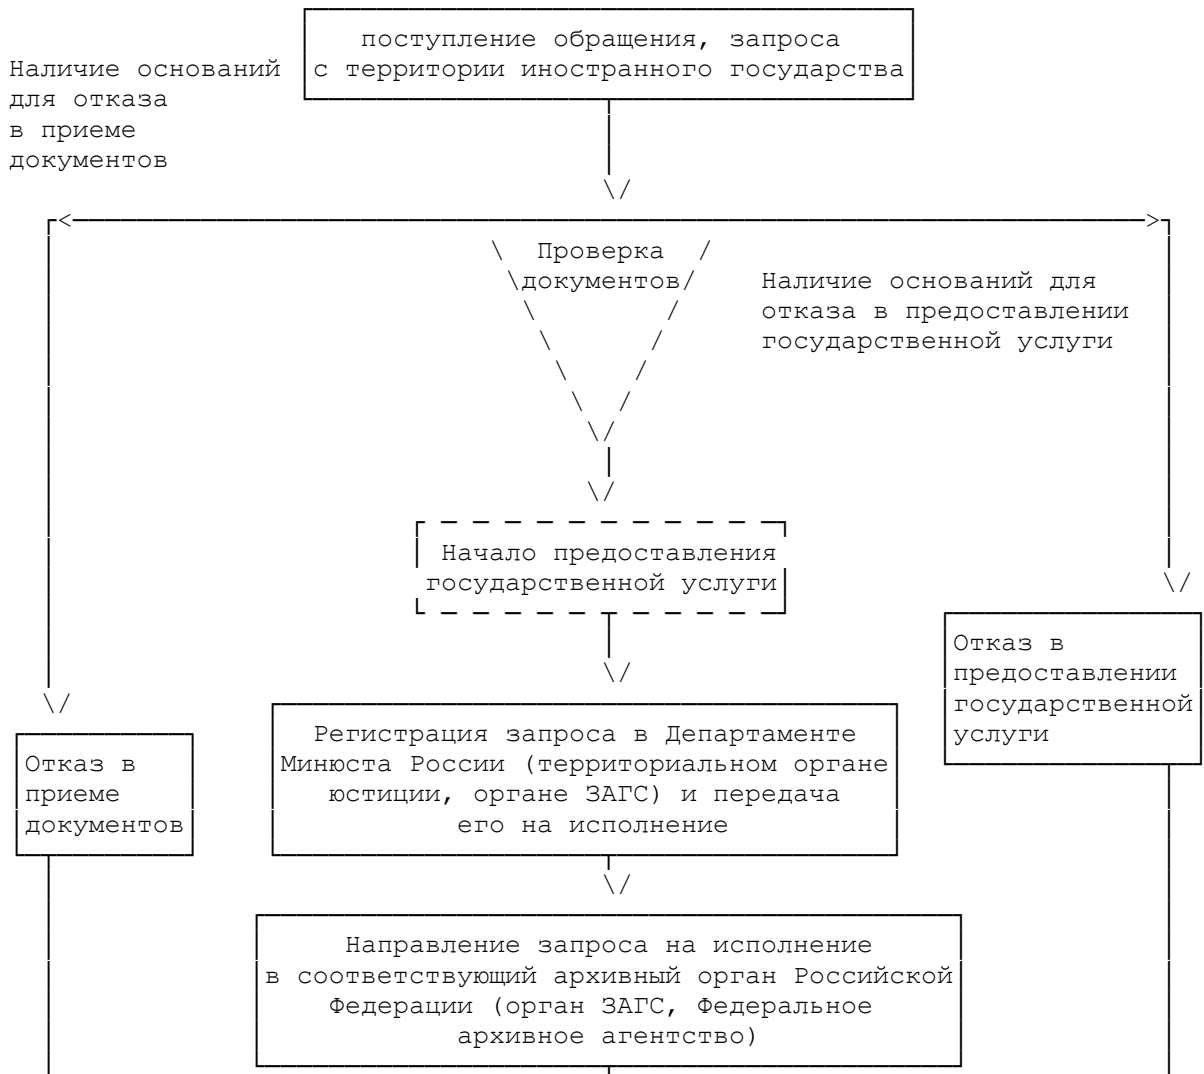 поступление обращения, запроса
с территории иностранного государства
Наличие оснований
для отказа
в приеме
документов
Проверка
документов
Наличие оснований для
отказа в предоставлении
государственной услуги
Начало предоставления
государственной услуги
Отказ в
предоставлении
государственной
услуги
Регистрация запроса в Департаменте
Минюста России (территориальном органе
юстиции, органе ЗАГС) и передача
его на исполнение
Отказ в
приеме
документов
Направление запроса на исполнение
в соответствующий архивный орган Российской
Федерации (орган ЗАГС, Федеральное
архивное агентство)